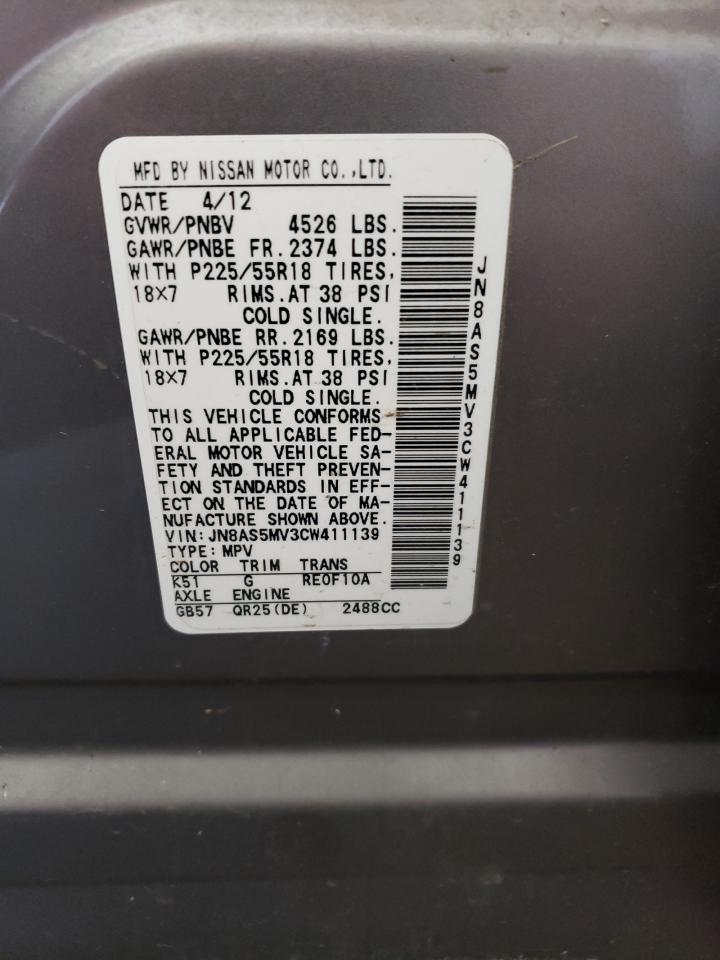 MFD BY NISSAN MOTOR CO.,LTD.
DATE 4/12
GVWR/PNBV 4526 LBS.
GAWR/PNBE FR. 2374 LBS.
WITH P225/55R18 TIRES,
18X7 RIMS. AT 38 PSI
COLD SINGLE.
GAWR/PNBE RR. 2169 LBS.
WITH P225/55R18 TIRES,
18X7 RIMS. AT 38 PSI
COLD SINGLE.
THIS VEHICLE CONFORMS
TO ALL APPLICABLE FED-
ERAL MOTOR VEHICLE SA-
FETY AND THEFT PREVEN-
TION STANDARDS IN EFF-
ECT ON THE DATE OF MA-
NUFACTURE SHOWN ABOVE.
VIN: JN8AS5MV3CW411139
TYPE: MPV
COLOR TRIM TRANS
K51 G RE0F10A
AXLE ENGINE
GB57 QR25(DE) 2488CC
JN8AS5MV3CW411139